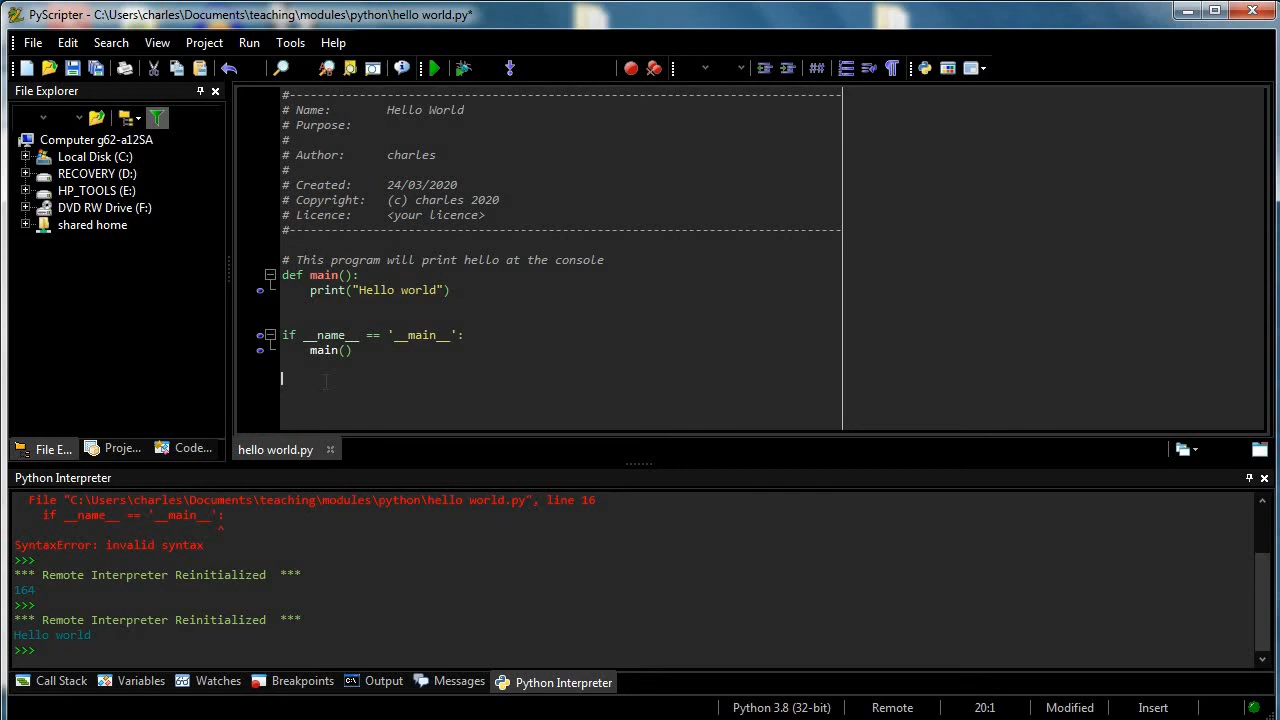 PyScripter - C:\Users\charles\Documents\teaching\modules\python\hello world.py*
File Edit Search View Project Run Tools Help
File Explorer
Computer g62-a12SA
Local Disk (C:)
RECOVERY (D:)
HP_TOOLS (E:)
DVD RW Drive (F:)
shared home
File E... Proje... Code...
#-------------------------------------------------------------------------------
# Name:        Hello World
# Purpose:
#
# Author:      charles
#
# Created:     24/03/2020
# Copyright:   (c) charles 2020
# Licence:     <your licence>
#-------------------------------------------------------------------------------
# This program will print hello at the console
def main():
    print("Hello world")
if __name__ == '__main__':
    main()
hello world.py
Python Interpreter
File "C:\Users\charles\Documents\teaching\modules\python\hello world.py", line 16
    if __name__ == '__main__':
^
SyntaxError: invalid syntax
>>>
*** Remote Interpreter Reinitialized  ***
164
>>>
*** Remote Interpreter Reinitialized  ***
Hello world
>>>
Call Stack Variables Watches Breakpoints Output Messages Python Interpreter
Python 3.8 (32-bit) Remote 20:1 Modified Insert